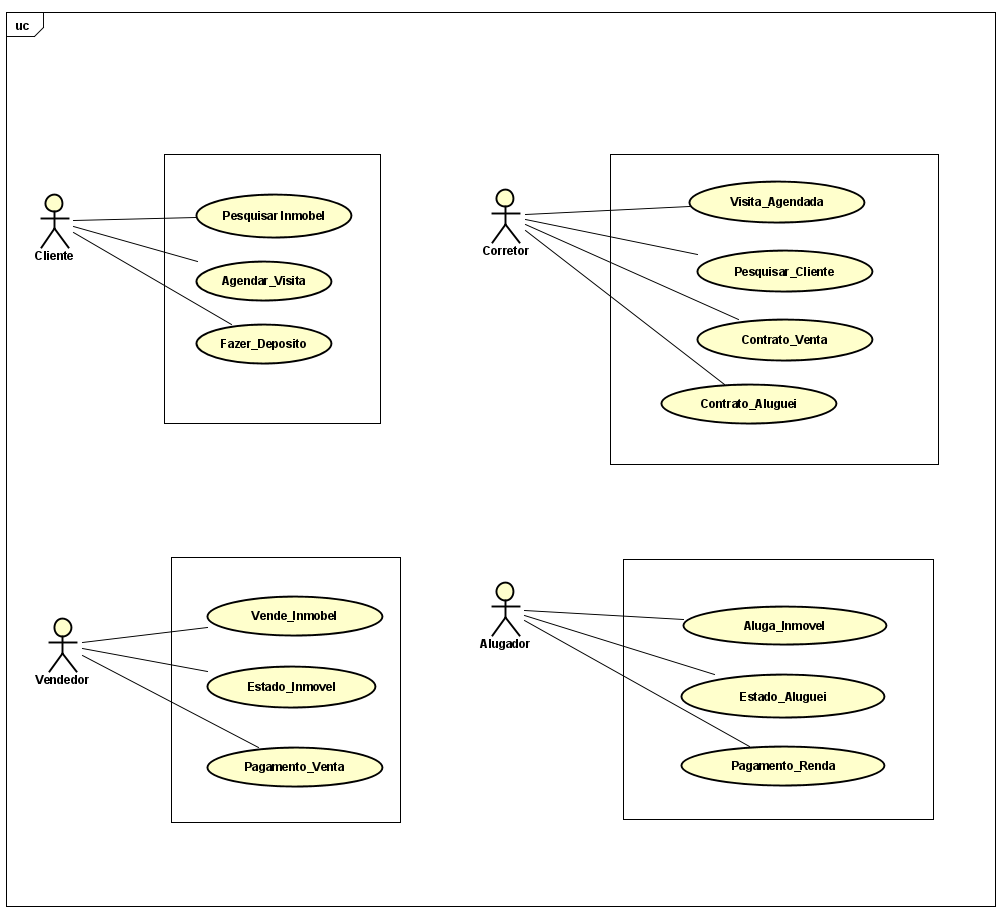 uc
Cliente
Pesquisar Inmobel
Agendar_Visita
Fazer_Deposito
Corretor
Visita_Agendada
Pesquisar_Cliente
Contrato_Venta
Contrato_Aluguei
Vendedor
Vende_Inmobel
Estado_Inmovel
Pagamento_Venta
Alugador
Aluga_Inmovel
Estado_Aluguei
Pagamento_Renda